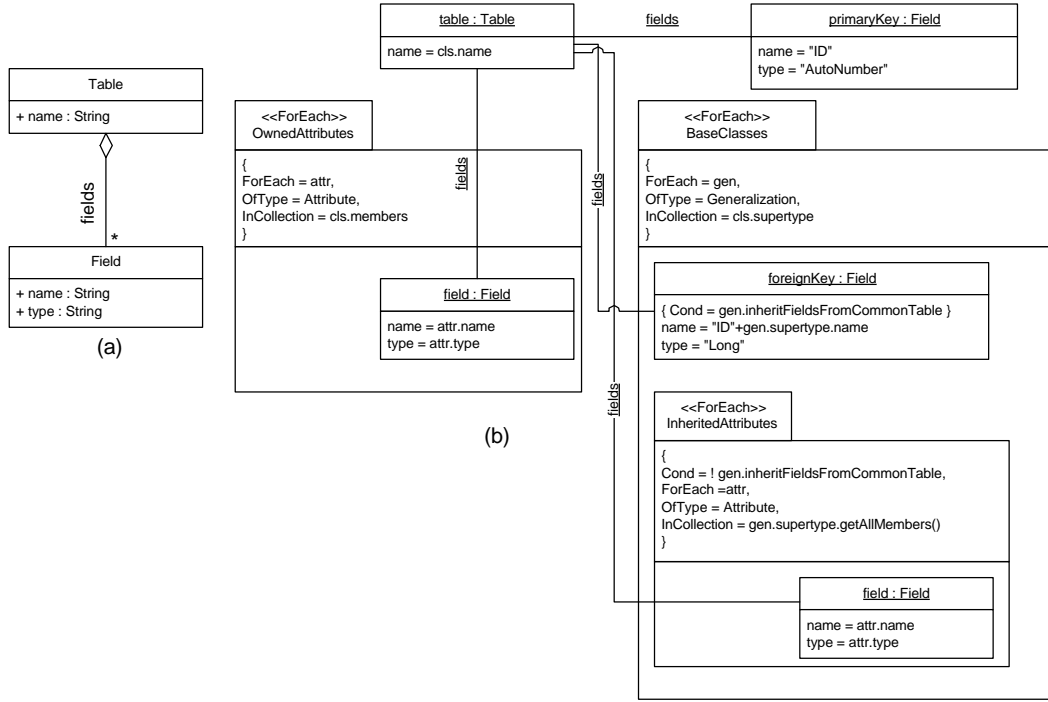 Table
+ name : String
fields
*
Field
+ name : String
+ type : String
(a)
table : Table
name = cls.name
fields
primaryKey : Field
name = "ID"
type = "AutoNumber"
<<ForEach>>
OwnedAttributes
{
ForEach = attr,
OfType = Attribute,
InCollection = cls.members
}
fields
field : Field
name = attr.name
type = attr.type
(b)
fields
fields
<<ForEach>>
BaseClasses
{
ForEach = gen,
OfType = Generalization,
InCollection = cls.supertype
}
foreignKey : Field
{ Cond = gen.inheritFieldsFromCommonTable }
name = "ID"+gen.supertype.name
type = "Long"
<<ForEach>>
InheritedAttributes
{
Cond = ! gen.inheritFieldsFromCommonTable,
ForEach =attr,
OfType = Attribute,
InCollection = gen.supertype.getAllMembers()
}
field : Field
name = attr.name
type = attr.type